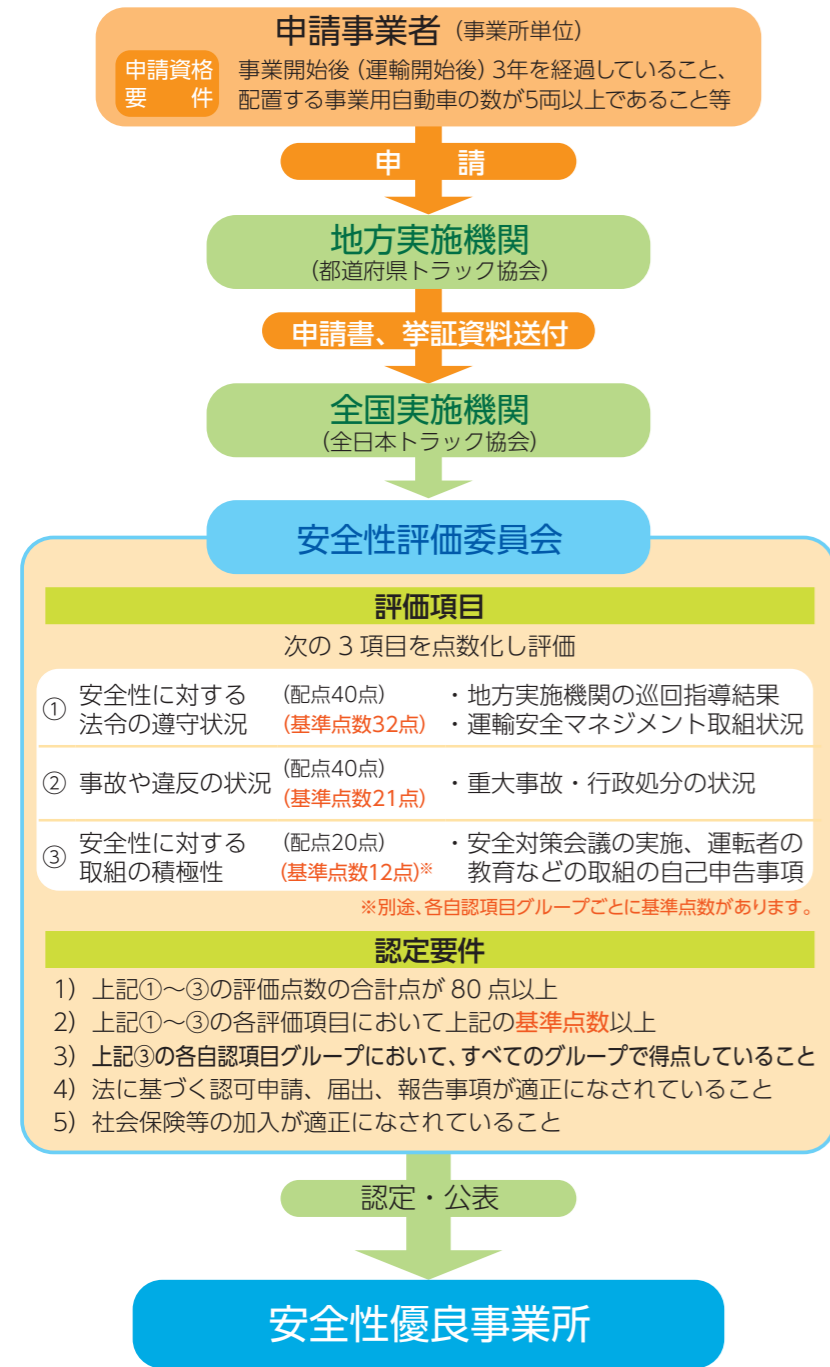 申請事業者（事業所単位）
申請資格要件
事業開始後（運輸開始後）3年を経過していること、
配置する事業用自動車の数が5両以上であること等
申請
地方実施機関
（都道府県トラック協会）
申請書、挙証資料送付
全国実施機関
（全日本トラック協会）
安全性評価委員会
評価項目
次の3項目を点数化し評価
① 安全性に対する
法令の遵守状況
（配点40点）
（基準点数32点）
・地方実施機関の巡回指導結果
・運輸安全マネジメント取組状況
② 事故や違反の状況
（配点40点）
（基準点数21点）
・重大事故・行政処分の状況
③ 安全性に対する
取組の積極性
（配点20点）
（基準点数12点）※
・安全対策会議の実施、運転者の
教育などの取組の自己申告事項
※別途、各自認項目グループごとに基準点数があります。
認定要件
1）上記①～③の評価点数の合計点が80点以上
2）上記①～③の各評価項目において上記の基準点数以上
3）上記③の各自認項目グループにおいて、すべてのグループで得点していること
4）法に基づく認可申請、届出、報告事項が適正になされていること
5）社会保険等の加入が適正になされていること
認定・公表
安全性優良事業所